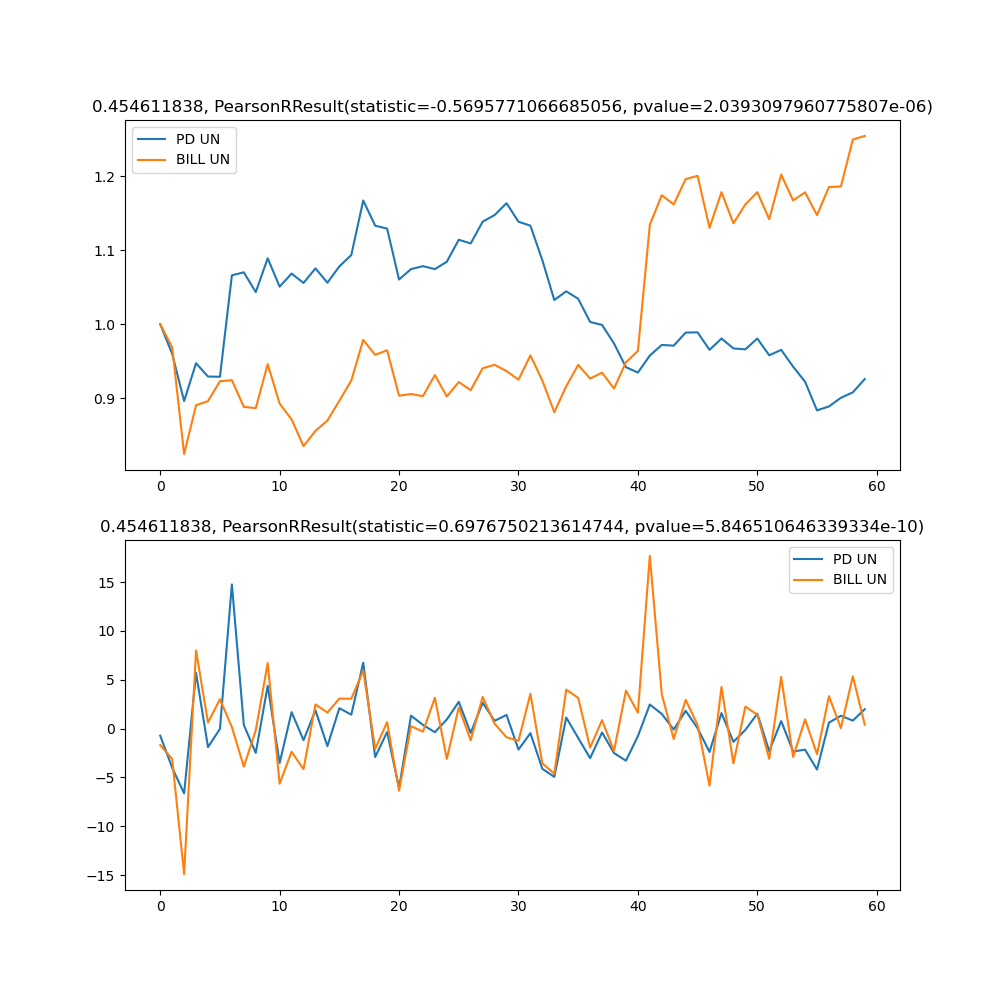 0.454611838, PearsonRResult(statistic=-0.5695771066685056, pvalue=2.0393097960775807e-06)
PD UN
BILL UN
1.2
1.1
1.0
0.9
0 10 20 30 40 50 60
0.454611838, PearsonRResult(statistic=0.6976750213614744, pvalue=5.846510646339334e-10)
PD UN
BILL UN
15
10
5
0
−5
−10
−15
0 10 20 30 40 50 60